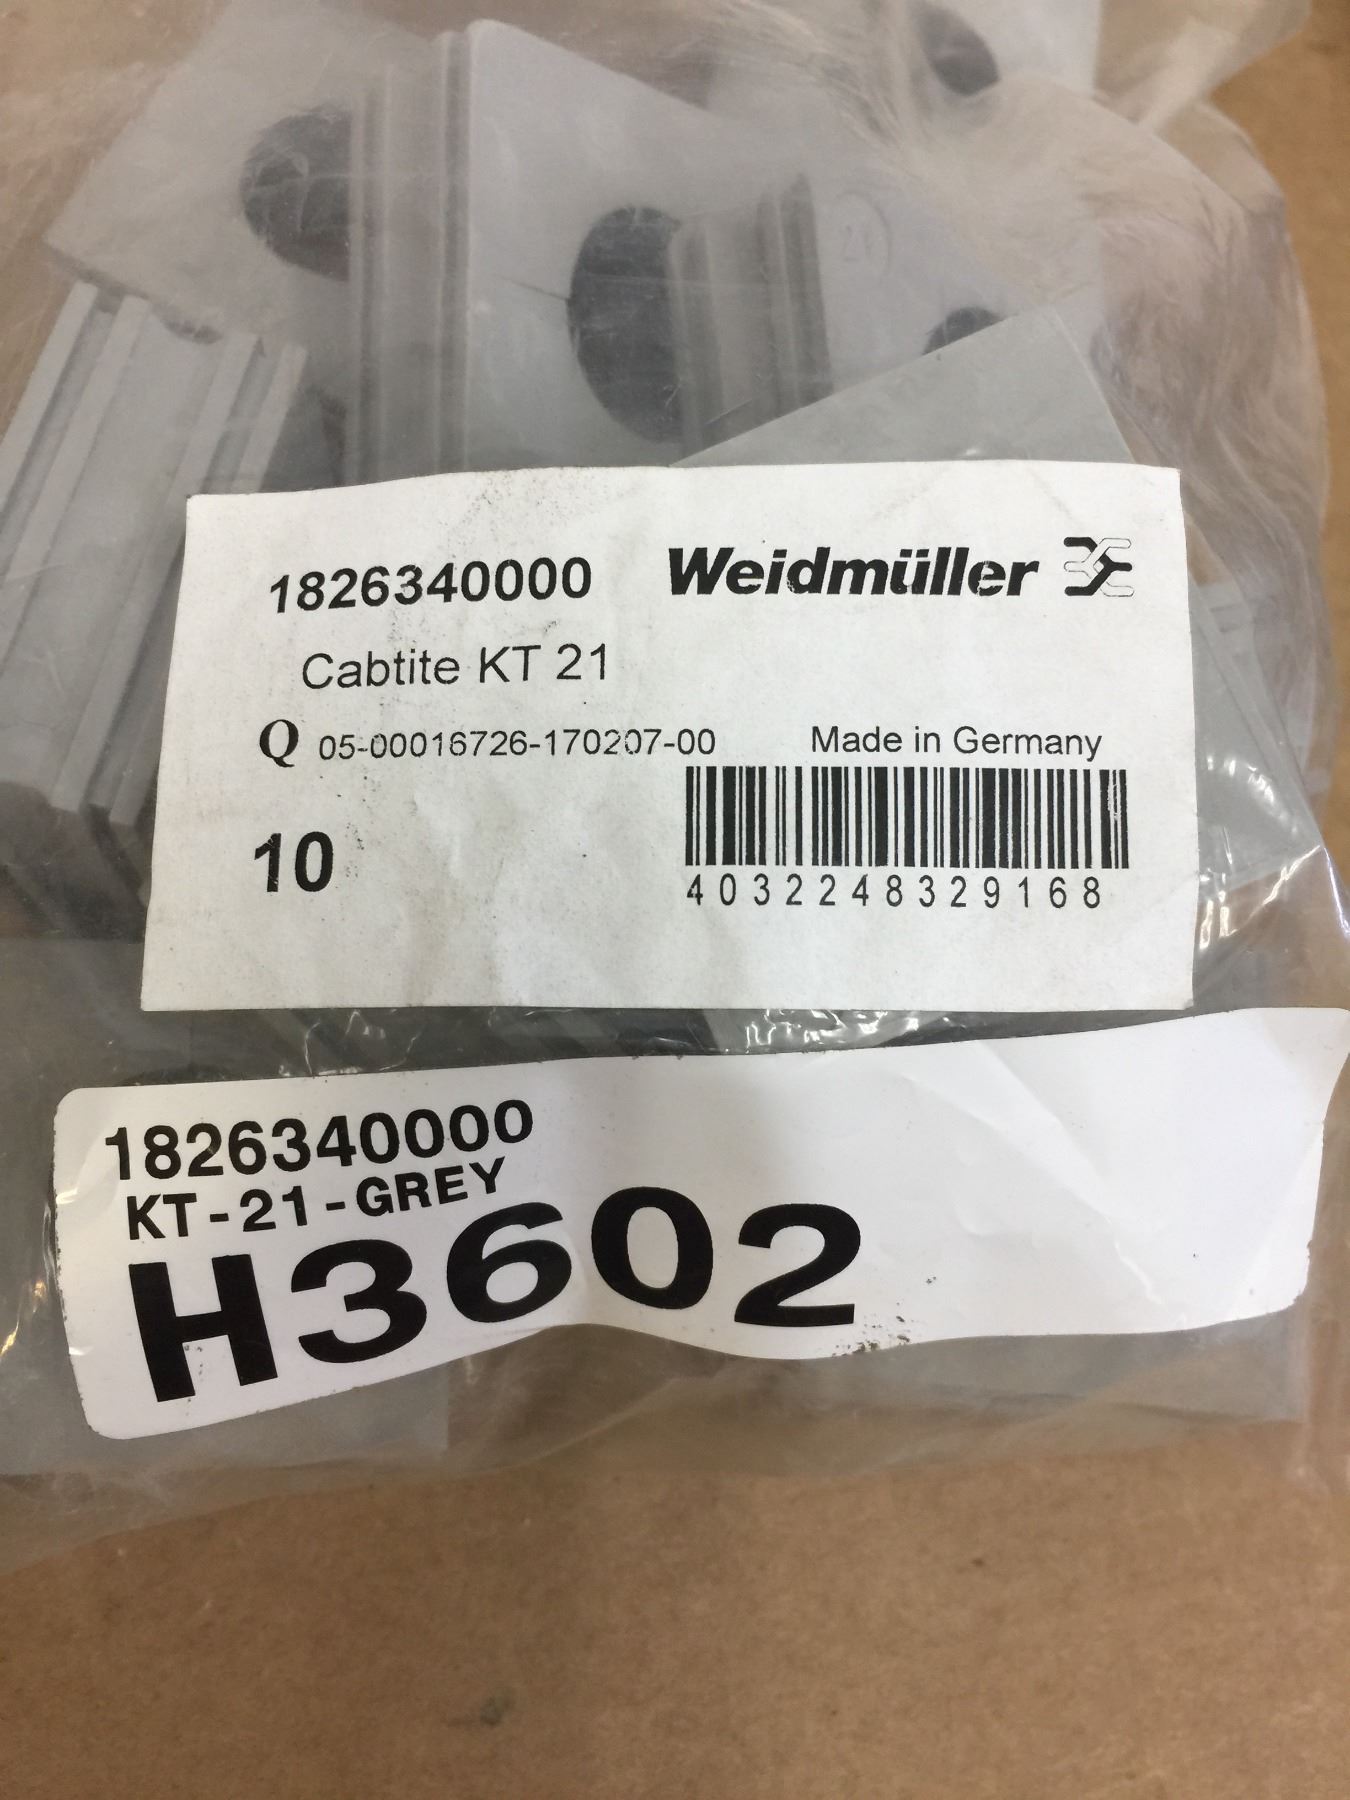 21
1826340000 Weidmüller
Cabtite KT 21
Q 05-00016726-170207-00 Made in Germany
10
4032248329168
1826340000
KT-21-GREY
H3602